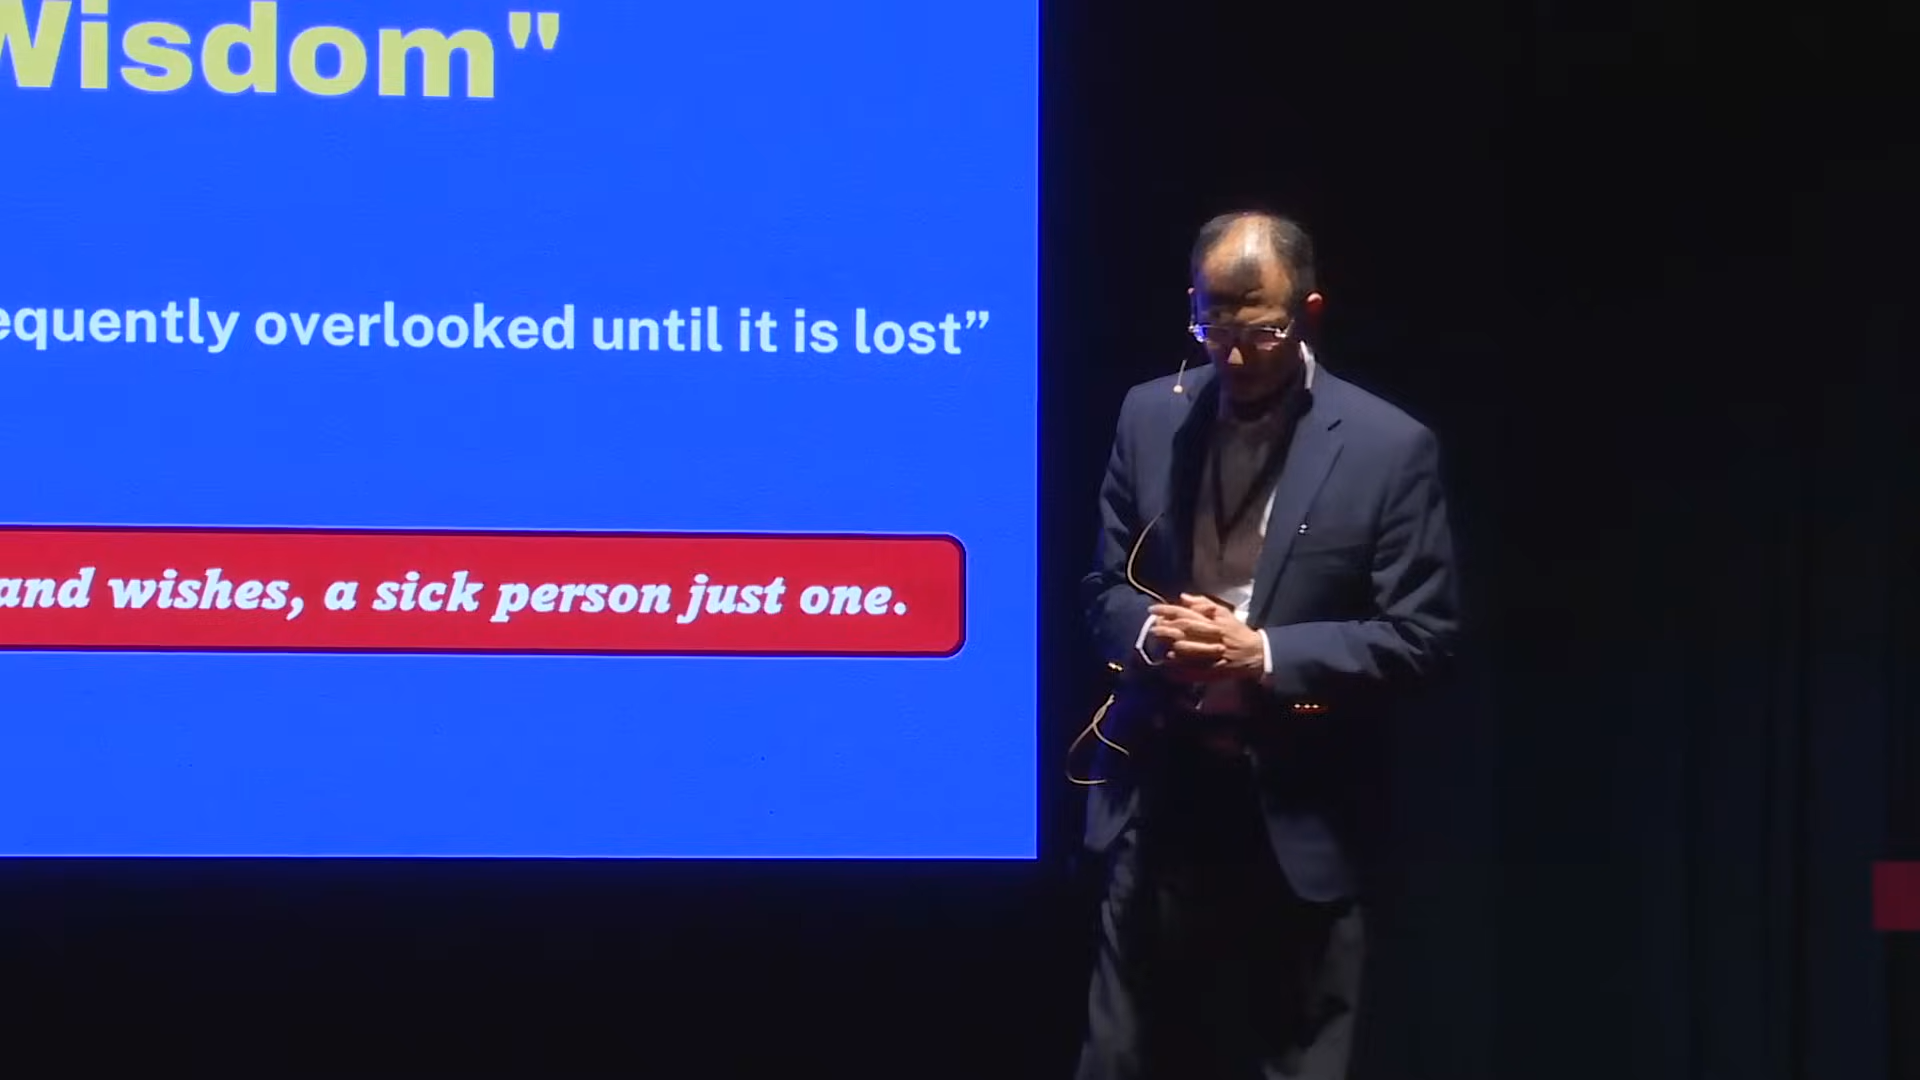 Wisdom"
equently overlooked until it is lost”
and wishes, a sick person just one.